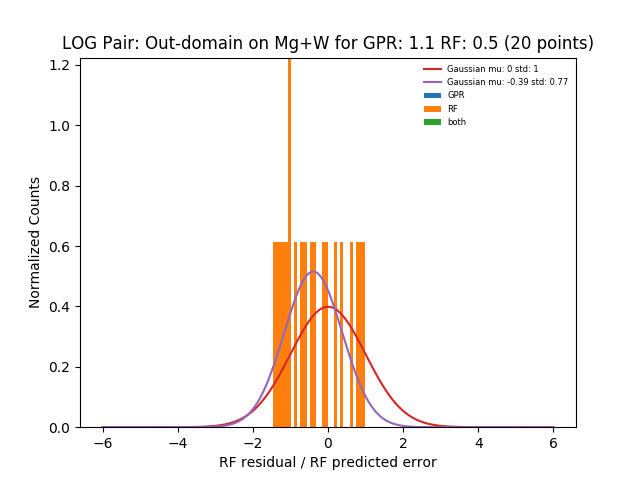 LOG Pair: Out-domain on Mg+W for GPR: 1.1 RF: 0.5 (20 points)
Gaussian mu: 0 std: 1
Gaussian mu: -0.39 std: 0.77
GPR
RF
both
Normalized Counts
1.2
1.0
0.8
0.6
0.4
0.2
0.0
−6 −4 −2 0 2 4 6
RF residual / RF predicted error